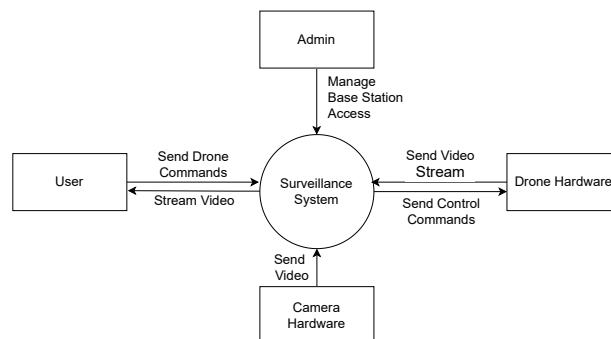 Admin
Manage
Base Station
Access
User
Send Drone
Commands
Stream Video
Surveillance
System
Send Video
Stream
Send Control
Commands
Drone Hardware
Send
Video
Camera
Hardware